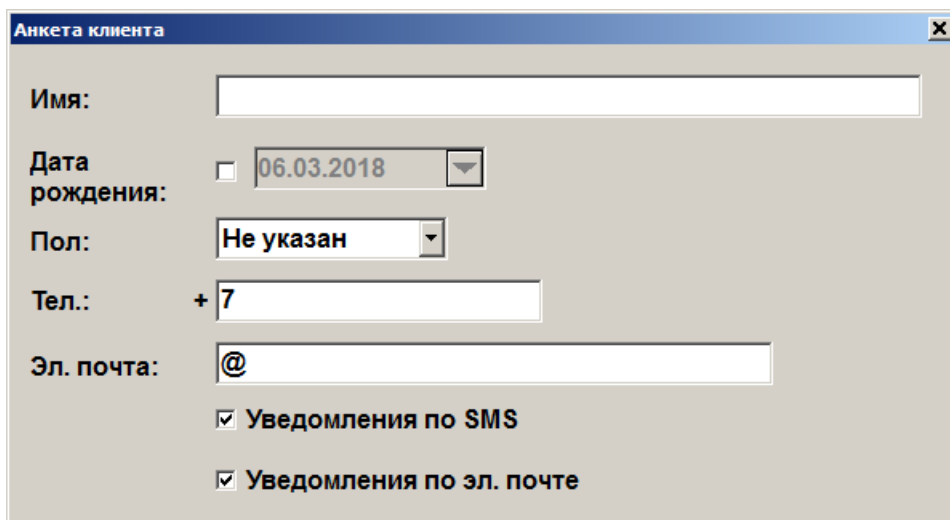 Анкета клиента
Имя:
Дата
рождения:
06.03.2018
Пол:
Не указан
Тел.:
+ 7
Эл. почта:
@
Уведомления по SMS
Уведомления по эл. почте